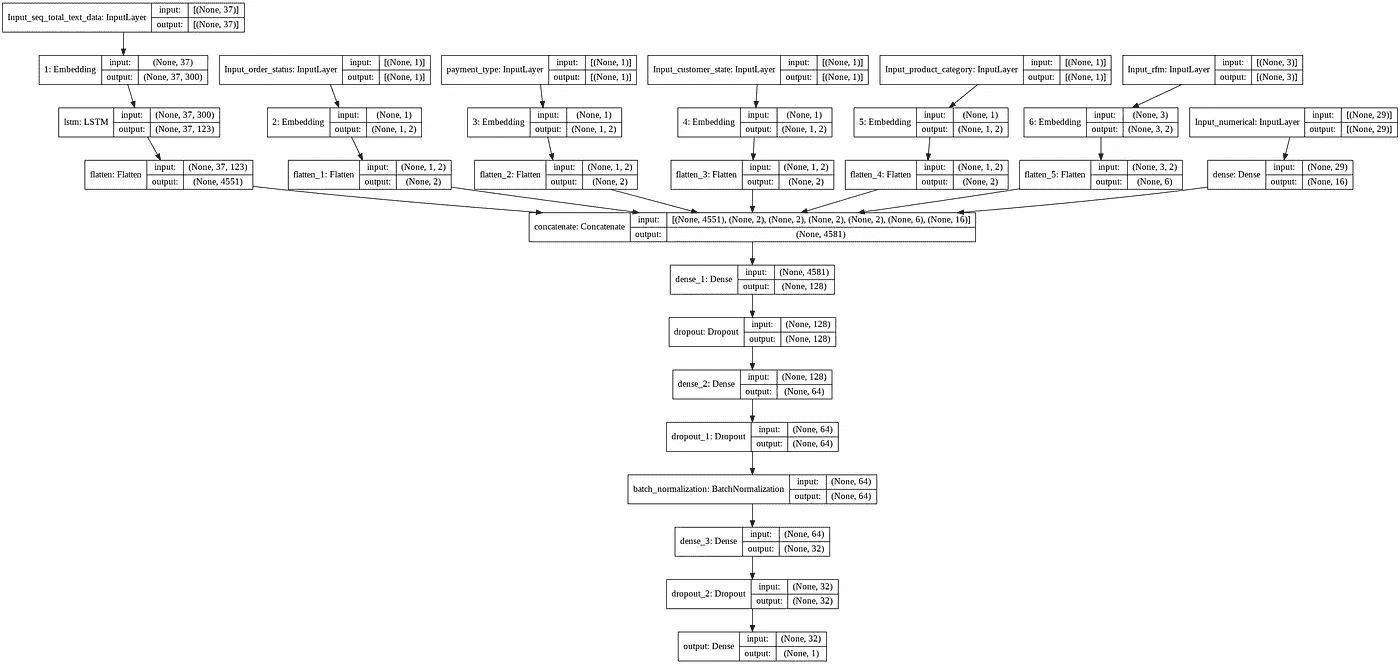 Input_seq_total_text_data: InputLayer
input: [(None, 37)]
output: [(None, 37)]
1: Embedding
input: (None, 37)
output: (None, 37, 300)
Input_order_status: InputLayer
input: [(None, 1)]
output: [(None, 1)]
payment_type: InputLayer
input: [(None, 1)]
output: [(None, 1)]
Input_customer_state: InputLayer
input: [(None, 1)]
output: [(None, 1)]
Input_product_category: InputLayer
input: [(None, 1)]
output: [(None, 1)]
Input_rfm: InputLayer
input: [(None, 3)]
output: [(None, 3)]
lstm: LSTM
input: (None, 37, 300)
output: (None, 37, 123)
2: Embedding
input: (None, 1)
output: (None, 1, 2)
3: Embedding
input: (None, 1)
output: (None, 1, 2)
4: Embedding
input: (None, 1)
output: (None, 1, 2)
5: Embedding
input: (None, 1)
output: (None, 1, 2)
6: Embedding
input: (None, 3)
output: (None, 3, 2)
Input_numerical: InputLayer
input: [(None, 29)]
output: [(None, 29)]
flatten: Flatten
input: (None, 37, 123)
output: (None, 4551)
flatten_1: Flatten
input: (None, 1, 2)
output: (None, 2)
flatten_2: Flatten
input: (None, 1, 2)
output: (None, 2)
flatten_3: Flatten
input: (None, 1, 2)
output: (None, 2)
flatten_4: Flatten
input: (None, 1, 2)
output: (None, 2)
flatten_5: Flatten
input: (None, 3, 2)
output: (None, 6)
dense: Dense
input: (None, 29)
output: (None, 16)
concatenate: Concatenate
input: [(None, 4551), (None, 2), (None, 2), (None, 2), (None, 2), (None, 6), (None, 16)]
output: (None, 4581)
dense_1: Dense
input: (None, 4581)
output: (None, 128)
dropout: Dropout
input: (None, 128)
output: (None, 128)
dense_2: Dense
input: (None, 128)
output: (None, 64)
dropout_1: Dropout
input: (None, 64)
output: (None, 64)
batch_normalization: BatchNormalization
input: (None, 64)
output: (None, 64)
dense_3: Dense
input: (None, 64)
output: (None, 32)
dropout_2: Dropout
input: (None, 32)
output: (None, 32)
output: Dense
input: (None, 32)
output: (None, 1)